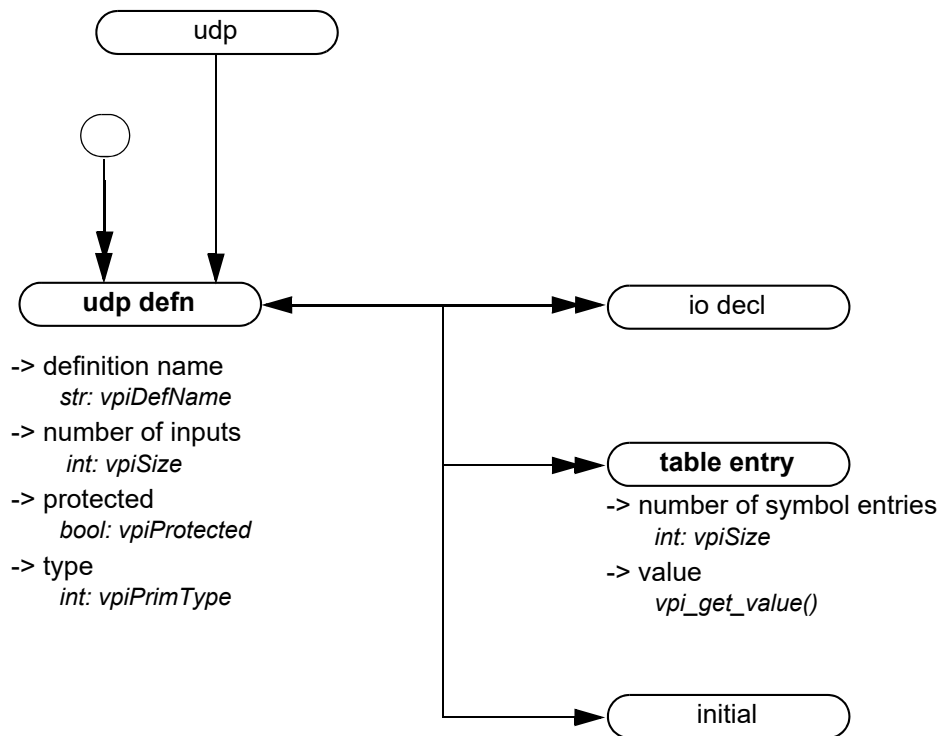 udp
udp defn
io decl
-> definition name
str: vpiDefName
-> number of inputs
int: vpiSize
-> protected
bool: vpiProtected
-> type
int: vpiPrimType
table entry
-> number of symbol entries
int: vpiSize
-> value
vpi_get_value()
initial